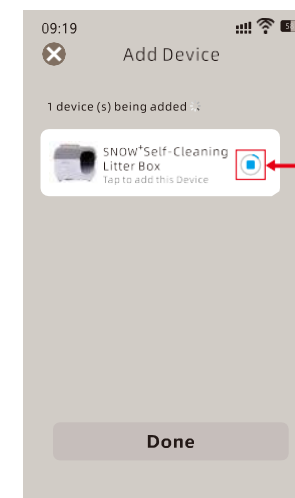 09:19
Add Device
1 device (s) being added
SNOW⁺Self-Cleaning
Litter Box
Tap to add this Device
Done